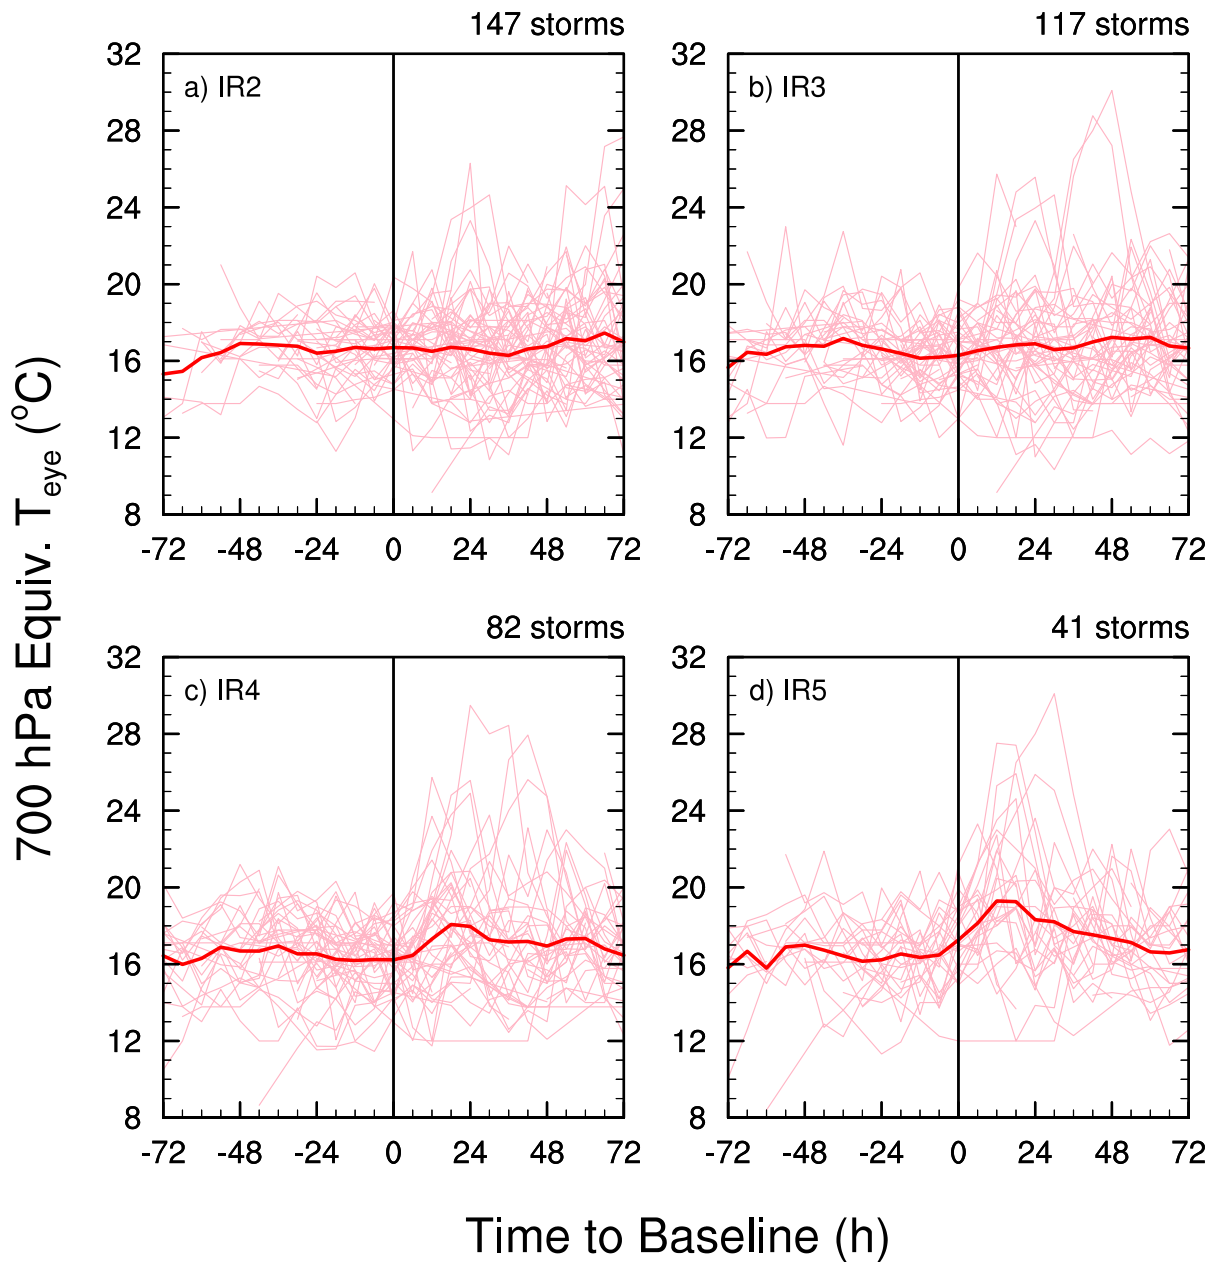 147 storms
117 storms
32
28
24
20
16
12
8
a) IR2
-72 -48 -24 0 24 48 72
32
28
24
20
16
12
8
b) IR3
-72 -48 -24 0 24 48 72
700 hPa Equiv. T_eye (°C)
82 storms
41 storms
32
28
24
20
16
12
8
c) IR4
-72 -48 -24 0 24 48 72
32
28
24
20
16
12
8
d) IR5
-72 -48 -24 0 24 48 72
Time to Baseline (h)